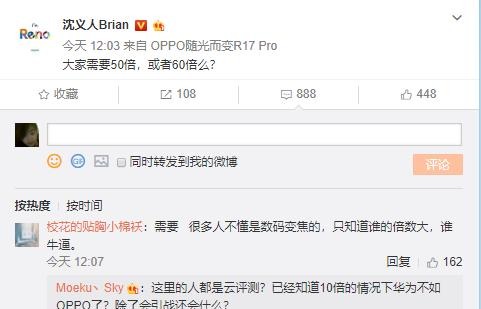 I'm
Reno
沈义人Brian
今天 12:03 来自 OPPO随光而变R17 Pro
大家需要50倍，或者60倍么？
收藏 108 888 448
GIF 同时转发到我的微博 评论
按热度 按时间
校花的贴胸小棉袄：需要 很多人不懂是数码变焦的，只知道谁的倍数大，谁
牛逼。
今天 12:07 回复 162
Moeku丶Sky：这里的人都是云评测？已经知道10倍的情况下华为不如
OPPO了？除了会引战还会什么？